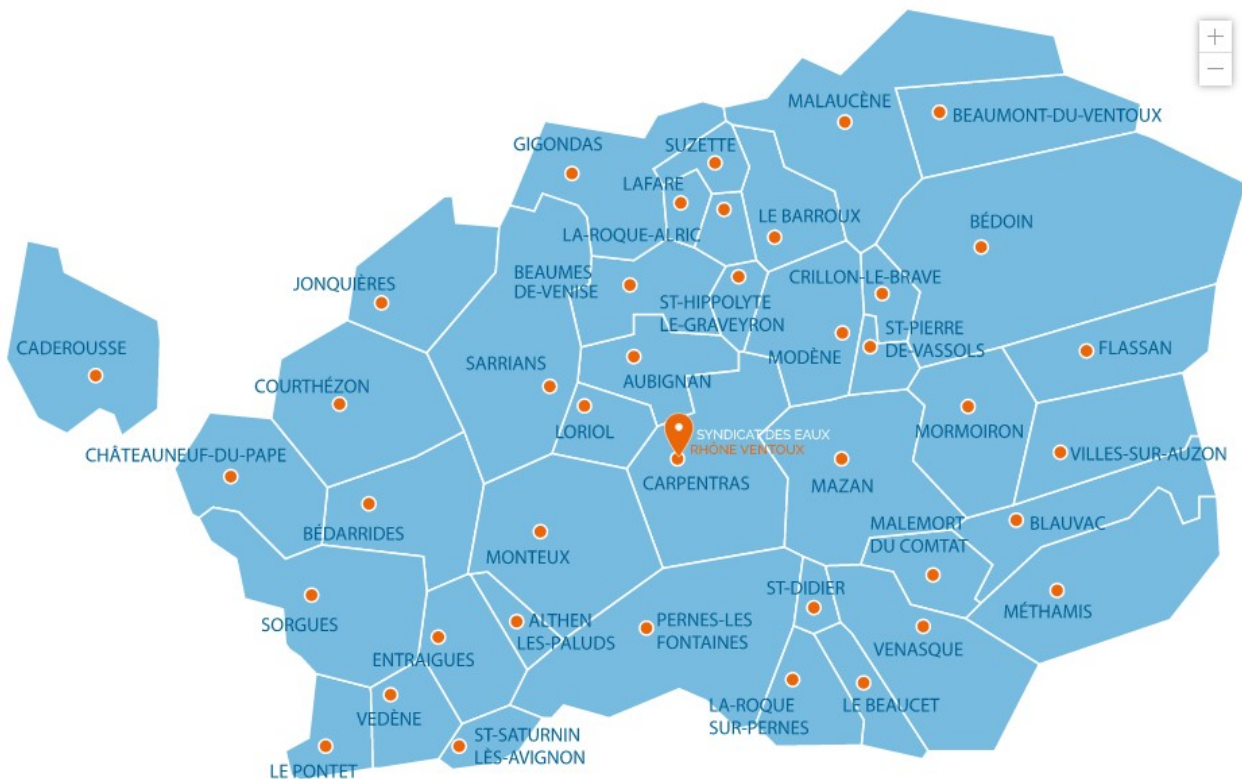 +
−
MALAUCÈNE
BEAUMONT-DU-VENTOUX
GIGONDAS
SUZETTE
LAFARE
LE BARROUX
LA-ROQUE-ALRIC
BÉDOIN
JONQUIÈRES
BEAUMES
DE-VENISE
CRILLON-LE-BRAVE
ST-HIPPOLYTE
LE-GRAVEYRON
CADEROUSSE
SARRIANS
AUBIGNAN
MODÈNE
ST-PIERRE
DE-VASSOLS
FLASSAN
COURTHÉZON
LORIOL
SYNDICAT DES EAUX
RHÔNE VENTOUX
MORMOIRON
CHÂTEAUNEUF-DU-PAPE
CARPENTRAS
MAZAN
VILLES-SUR-AUZON
BÉDARRIDES
MONTEUX
MALEMORT
DU COMTAT
BLAUVAC
SORGUES
ST-DIDIER
MÉTHAMIS
ALTHEN
LES-PALUDS
PERNES-LES
FONTAINES
ENTRAIGUES
VENASQUE
VEDÈNE
LA-ROQUE
SUR-PERNES
LE BEAUCET
ST-SATURNIN
LÈS-AVIGNON
LE PONTET